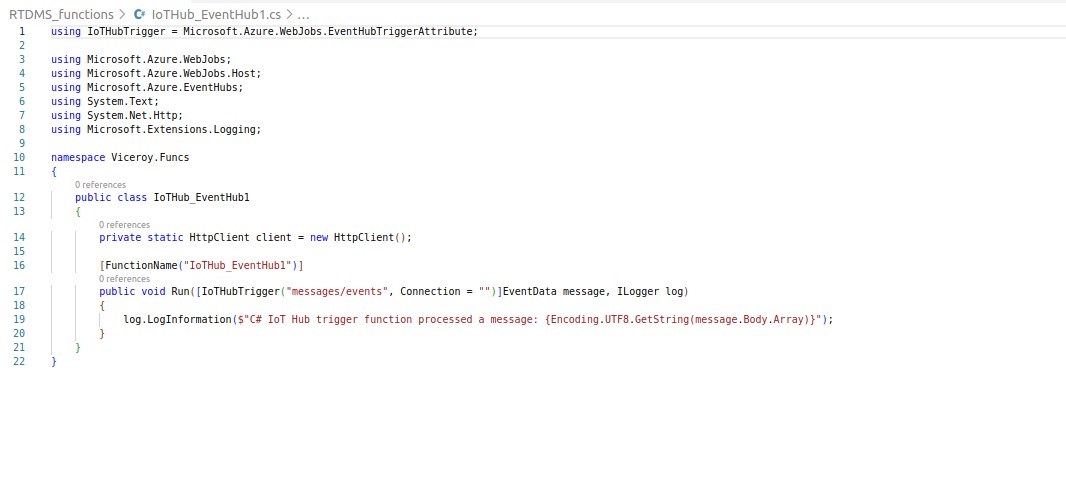 RTDMS_functions > C# IoTHub_EventHub1.cs > ...
1 using IoTHubTrigger = Microsoft.Azure.WebJobs.EventHubTriggerAttribute;
2
3 using Microsoft.Azure.WebJobs;
4 using Microsoft.Azure.WebJobs.Host;
5 using Microsoft.Azure.EventHubs;
6 using System.Text;
7 using System.Net.Http;
8 using Microsoft.Extensions.Logging;
9
10 namespace Viceroy.Funcs
11 {
0 references
12 public class IoTHub_EventHub1
13 {
0 references
14 private static HttpClient client = new HttpClient();
15
16 [FunctionName("IoTHub_EventHub1")]
0 references
17 public void Run([IoTHubTrigger("messages/events", Connection = "")]EventData message, ILogger log)
18 {
19 log.LogInformation($"C# IoT Hub trigger function processed a message: {Encoding.UTF8.GetString(message.Body.Array)}");
20 }
21 }
22 }